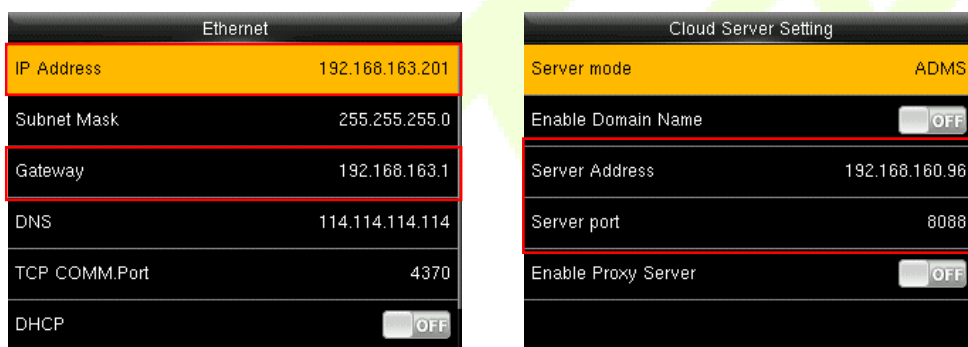 Ethernet
IP Address 192.168.163.201
Subnet Mask 255.255.255.0
Gateway 192.168.163.1
DNS 114.114.114.114
TCP COMM.Port 4370
DHCP OFF
Cloud Server Setting
Server mode ADMS
Enable Domain Name OFF
Server Address 192.168.160.96
Server port 8088
Enable Proxy Server OFF